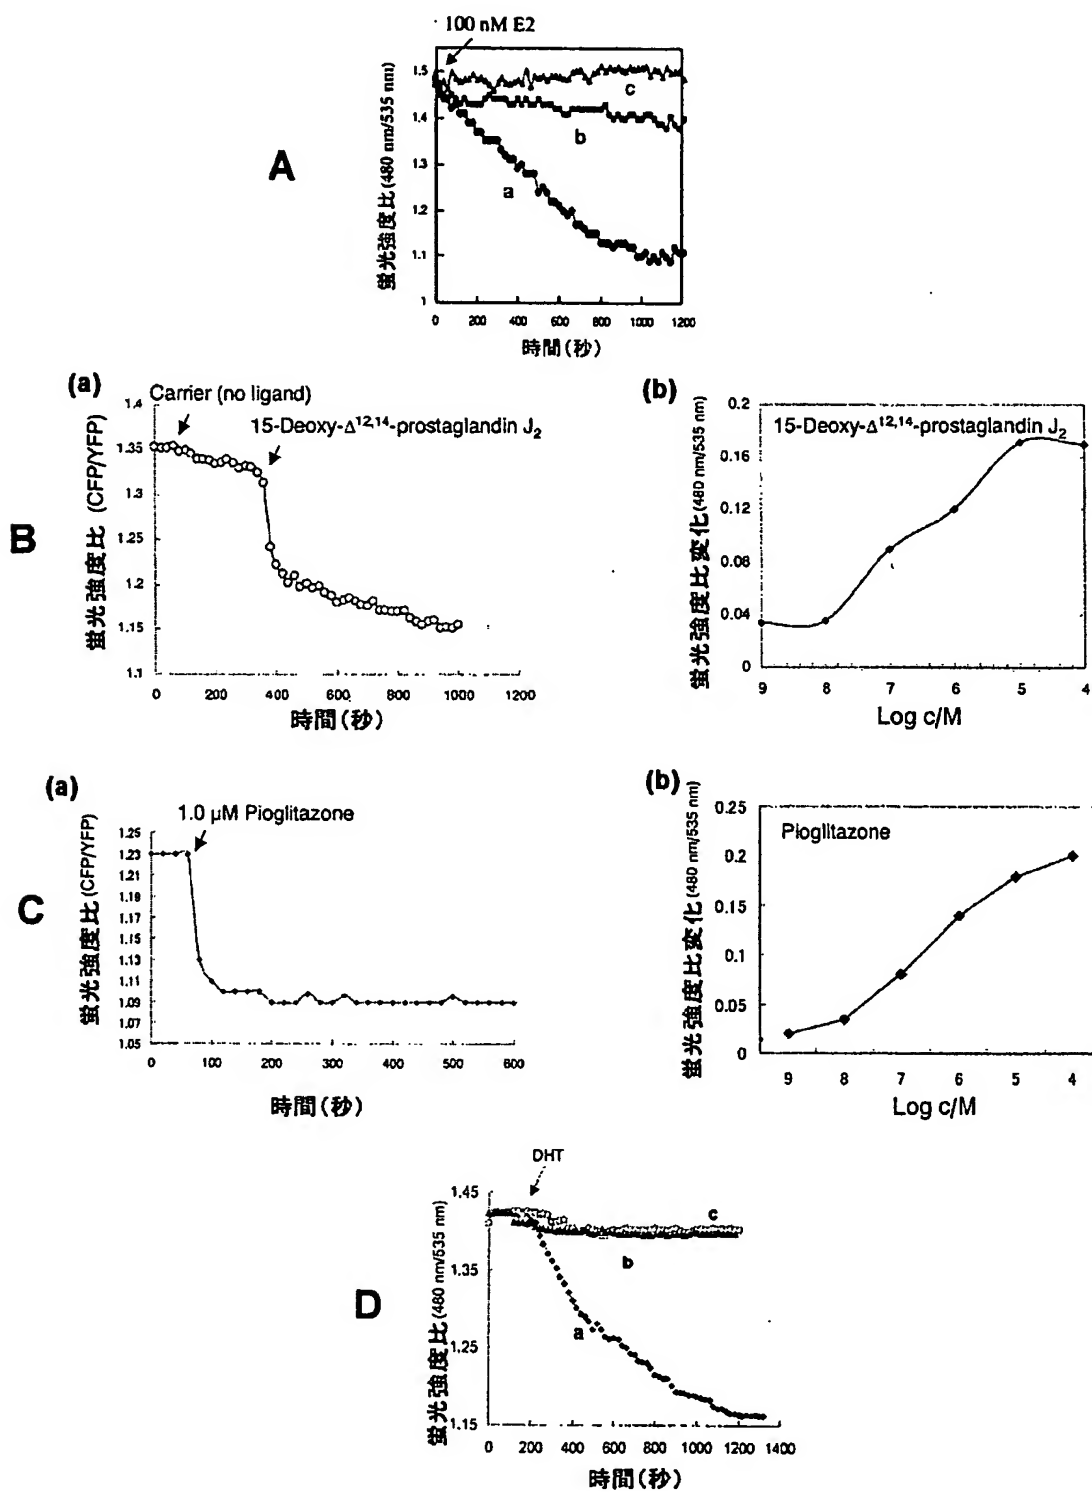 A
100 nM E2
蛍光強度比 (480 nm/535 nm)
1.5
1.4
1.3
1.2
1.1
1
c
b
a
0 200 400 600 800 1000 1200
時間(秒)
B
(a)
Carrier (no ligand)
15-Deoxy-Δ12,14-prostaglandin J2
蛍光強度比 (CFP/YFP)
1.4
1.35
1.3
1.25
1.2
1.15
1.1
0 200 400 600 800 1000 1200
時間(秒)
(b)
15-Deoxy-Δ12,14-prostaglandin J2
蛍光強度比変化(480 nm/535 nm)
0.2
0.16
0.12
0.08
0.04
0
9 8 7 6 5 4
Log c/M
C
(a)
1.0 μM Pioglitazone
蛍光強度比(CFP/YFP)
1.25
1.23
1.21
1.19
1.17
1.15
1.13
1.11
1.09
1.07
1.05
0 100 200 300 400 500 600
時間(秒)
(b)
Pioglitazone
蛍光強度比変化(480 nm/535 nm)
0.25
0.2
0.15
0.1
0.05
0
9 8 7 6 5 4
Log c/M
D
DHT
蛍光強度比(480 nm/535 nm)
1.45
1.35
1.25
1.15
c
b
a
0 200 400 600 800 1000 1200 1400
時間(秒)